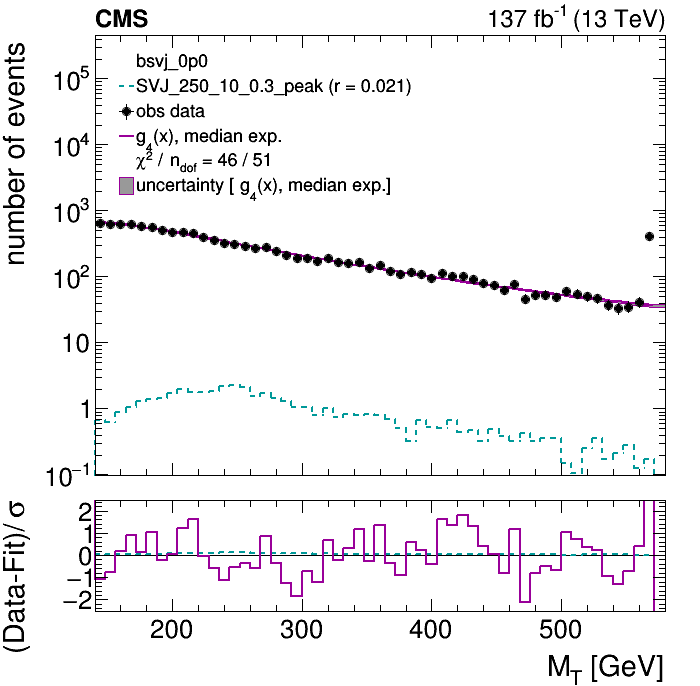 CMS 137 fb⁻¹ (13 TeV)
number of events
10⁵
10⁴
10³
10²
10
1
10⁻¹
bsvj_0p0
SVJ_250_10_0.3_peak (r = 0.021)
obs data
g₄(x), median exp.
χ² / n_dof = 46 / 51
uncertainty [ g₄(x), median exp.]
(Data-Fit)/σ
2
1
0
−1
−2
200 300 400 500
M_T [GeV]